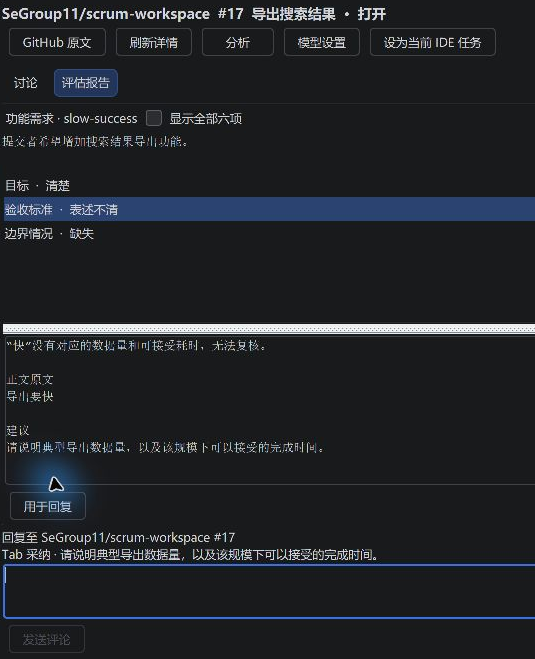 SeGroup11/scrum-workspace #17 导出搜索结果 • 打开
GitHub 原文 刷新详情 分析 模型设置 设为当前 IDE 任务
讨论 评估报告
功能需求 · slow-success 显示全部六项
提交者希望增加搜索结果导出功能。
目标 · 清楚
验收标准 · 表述不清
边界情况 · 缺失
“快”没有对应的数据量和可接受耗时，无法复核。
正文原文
导出要快
建议
请说明典型导出数据量，以及该规模下可以接受的完成时间。
用于回复
回复至 SeGroup11/scrum-workspace #17
Tab 采纳 · 请说明典型导出数据量，以及该规模下可以接受的完成时间。
发送评论